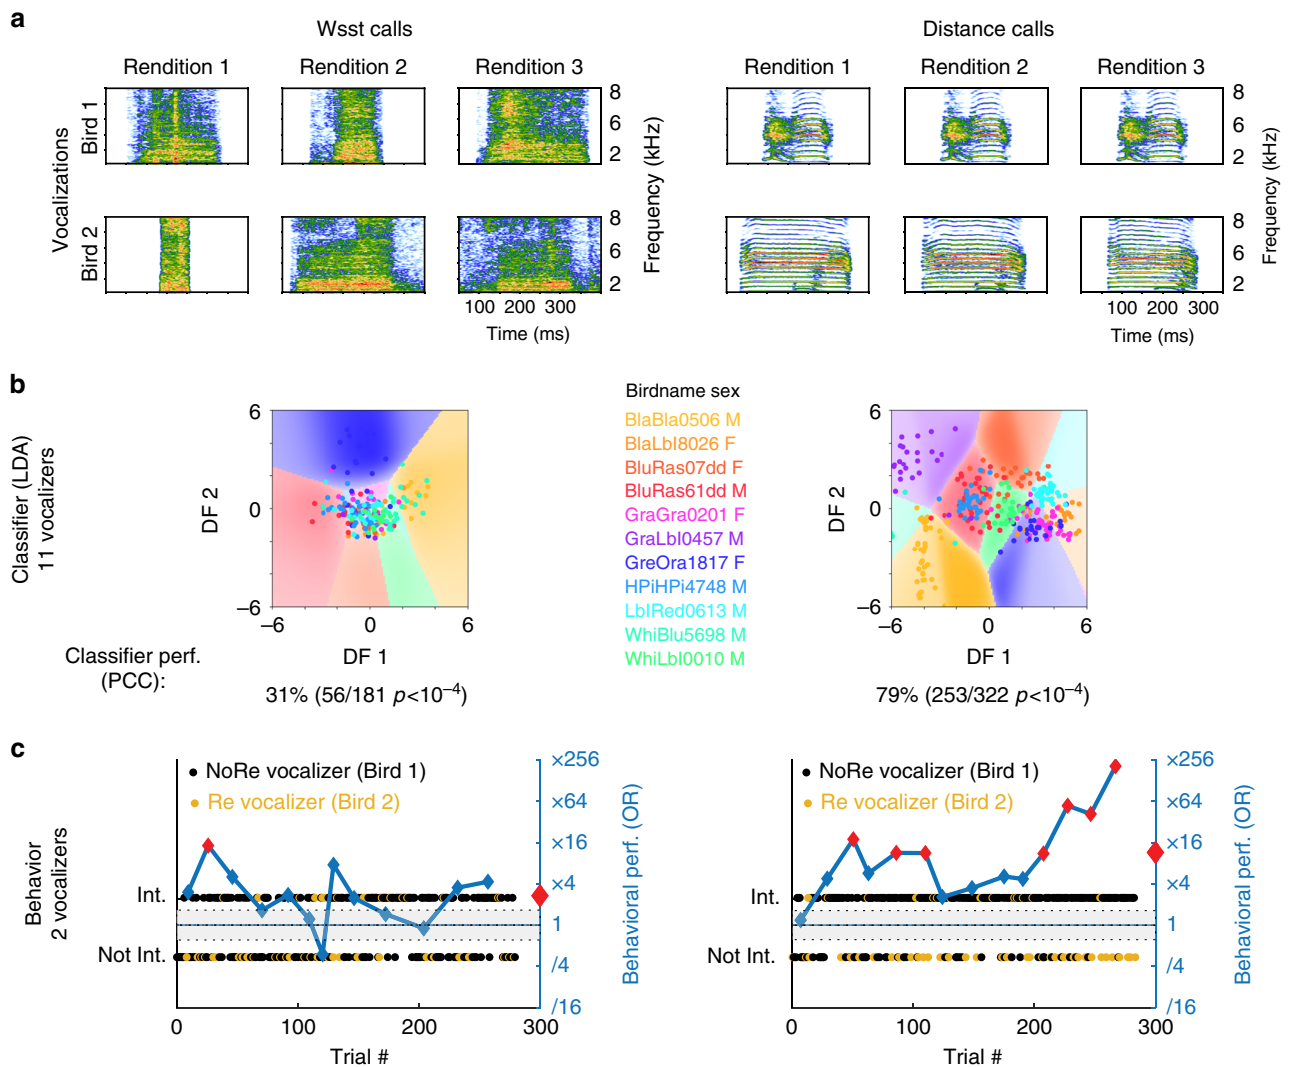 a
Wsst calls
Distance calls
Rendition 1
Rendition 2
Rendition 3
Rendition 1
Rendition 2
Rendition 3
Vocalizations
Bird 1
8
6
2
Frequency (kHz)
8
6
2
Frequency (kHz)
Bird 2
8
6
2
8
6
2
100 200 300
Time (ms)
100 200 300
Time (ms)
b
Classifier (LDA)
11 vocalizers
6
0
−6
DF 2
−6
0
6
DF 1
Birdname sex
BlaBla0506 M
BlaLbl8026 F
BluRas07dd F
BluRas61dd M
GraGra0201 F
GraLbl0457 M
GreOra1817 F
HPiHPi4748 M
LblRed0613 M
WhiBlu5698 M
WhiLbl0010 M
6
0
−6
DF 2
−6
0
6
DF 1
Classifier perf.
(PCC):
31% (56/181 p<10⁻⁴)
79% (253/322 p<10⁻⁴)
c
Behavior
2 vocalizers
NoRe vocalizer (Bird 1)
Re vocalizer (Bird 2)
Int.
Not Int.
×256
×64
×16
×4
1
/4
/16
Behavioral perf. (OR)
0
100
200
300
Trial #
NoRe vocalizer (Bird 1)
Re vocalizer (Bird 2)
Int.
Not Int.
×256
×64
×16
×4
1
/4
/16
Behavioral perf. (OR)
0
100
200
300
Trial #